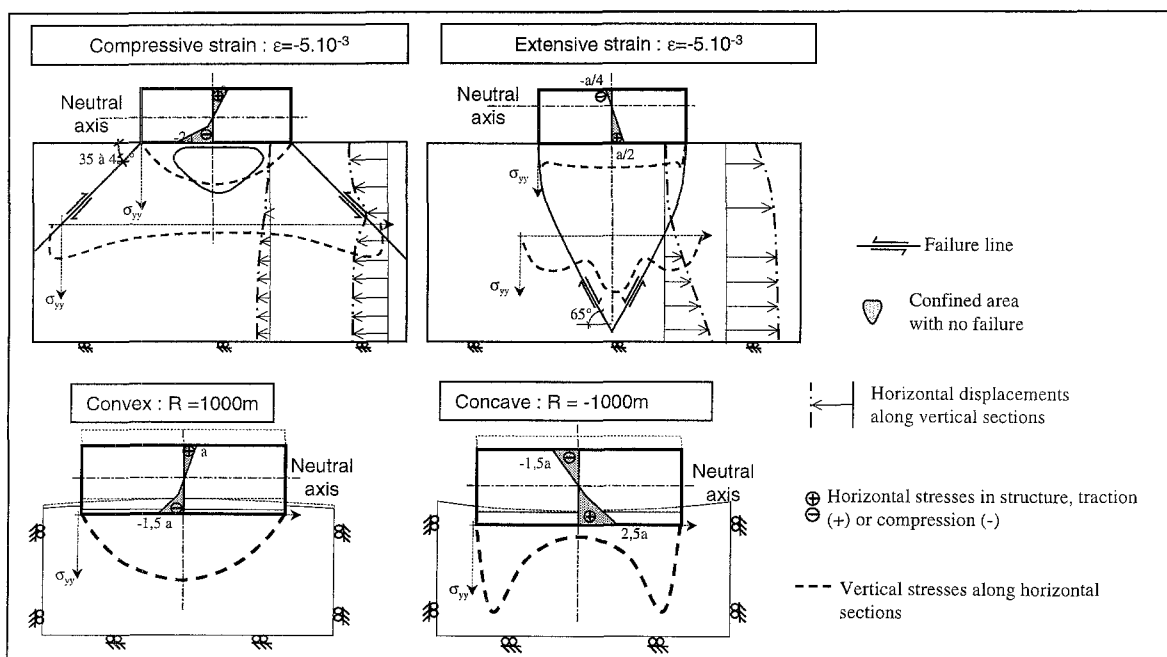 Compressive strain : ε=-5.10⁻³
Extensive strain : ε=-5.10⁻³
Neutral
axis
-2
35 à 45°
σyy
σyy
Neutral
axis
-a/4
a/2
σyy
σyy
65°
Failure line
Confined area
with no failure
Convex : R =1000m
Concave : R = -1000m
a
-1,5 a
Neutral
axis
σyy
-1,5a
2,5a
Neutral
axis
σyy
Horizontal displacements
along vertical sections
Horizontal stresses in structure, traction
(+) or compression (-)
Vertical stresses along horizontal
sections